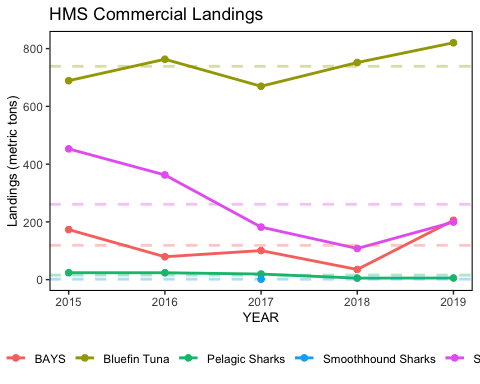 HMS Commercial Landings
Landings (metric tons)
800
600
400
200
0
2015 2016 2017 2018 2019
YEAR
BAYS Bluefin Tuna Pelagic Sharks Smoothhound Sharks S